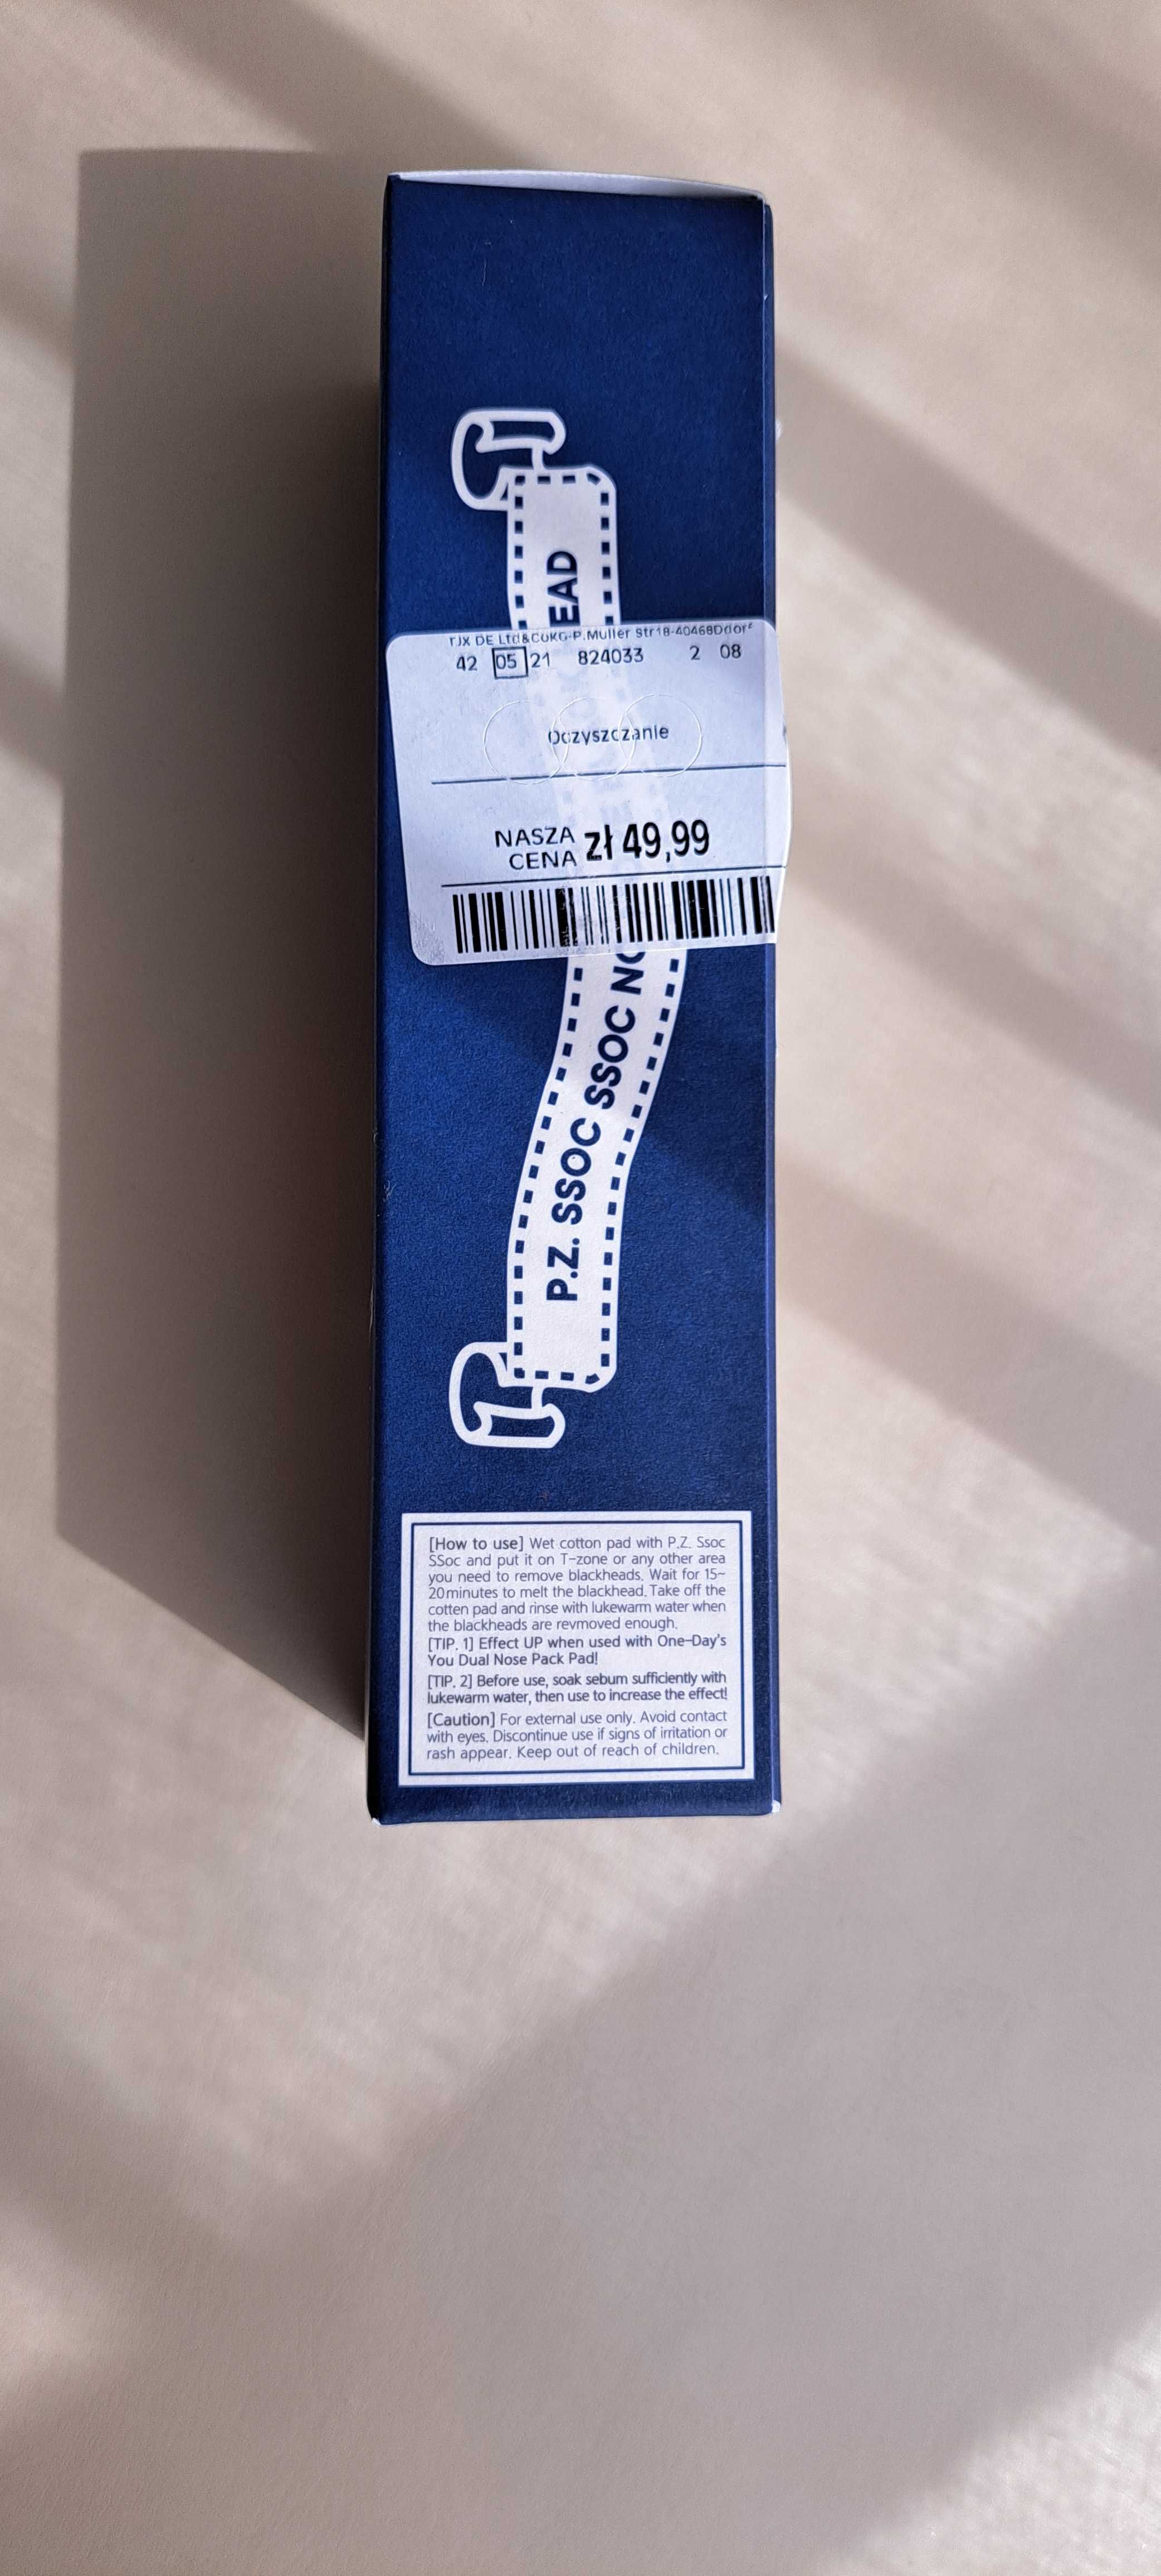 EAD
TJX DE Ltd&CoKG-P.Muller Str18-40468Ddorf
42 05 21 824033 2 08
Oczyszczanie
NASZA
CENA zł 49,99
P.Z. SSOC SSOC NO
[How to use] Wet cotton pad with P.Z. Ssoc
SSoc and put it on T-zone or any other area
you need to remove blackheads. Wait for 15~
20minutes to melt the blackhead. Take off the
cotten pad and rinse with lukewarm water when
the blackheads are revmoved enough.
[TIP. 1] Effect UP when used with One-Day's
You Dual Nose Pack Pad!
[TIP. 2] Before use, soak sebum sufficiently with
lukewarm water, then use to increase the effect!
[Caution] For external use only. Avoid contact
with eyes. Discontinue use if signs of irritation or
rash appear. Keep out of reach of children.